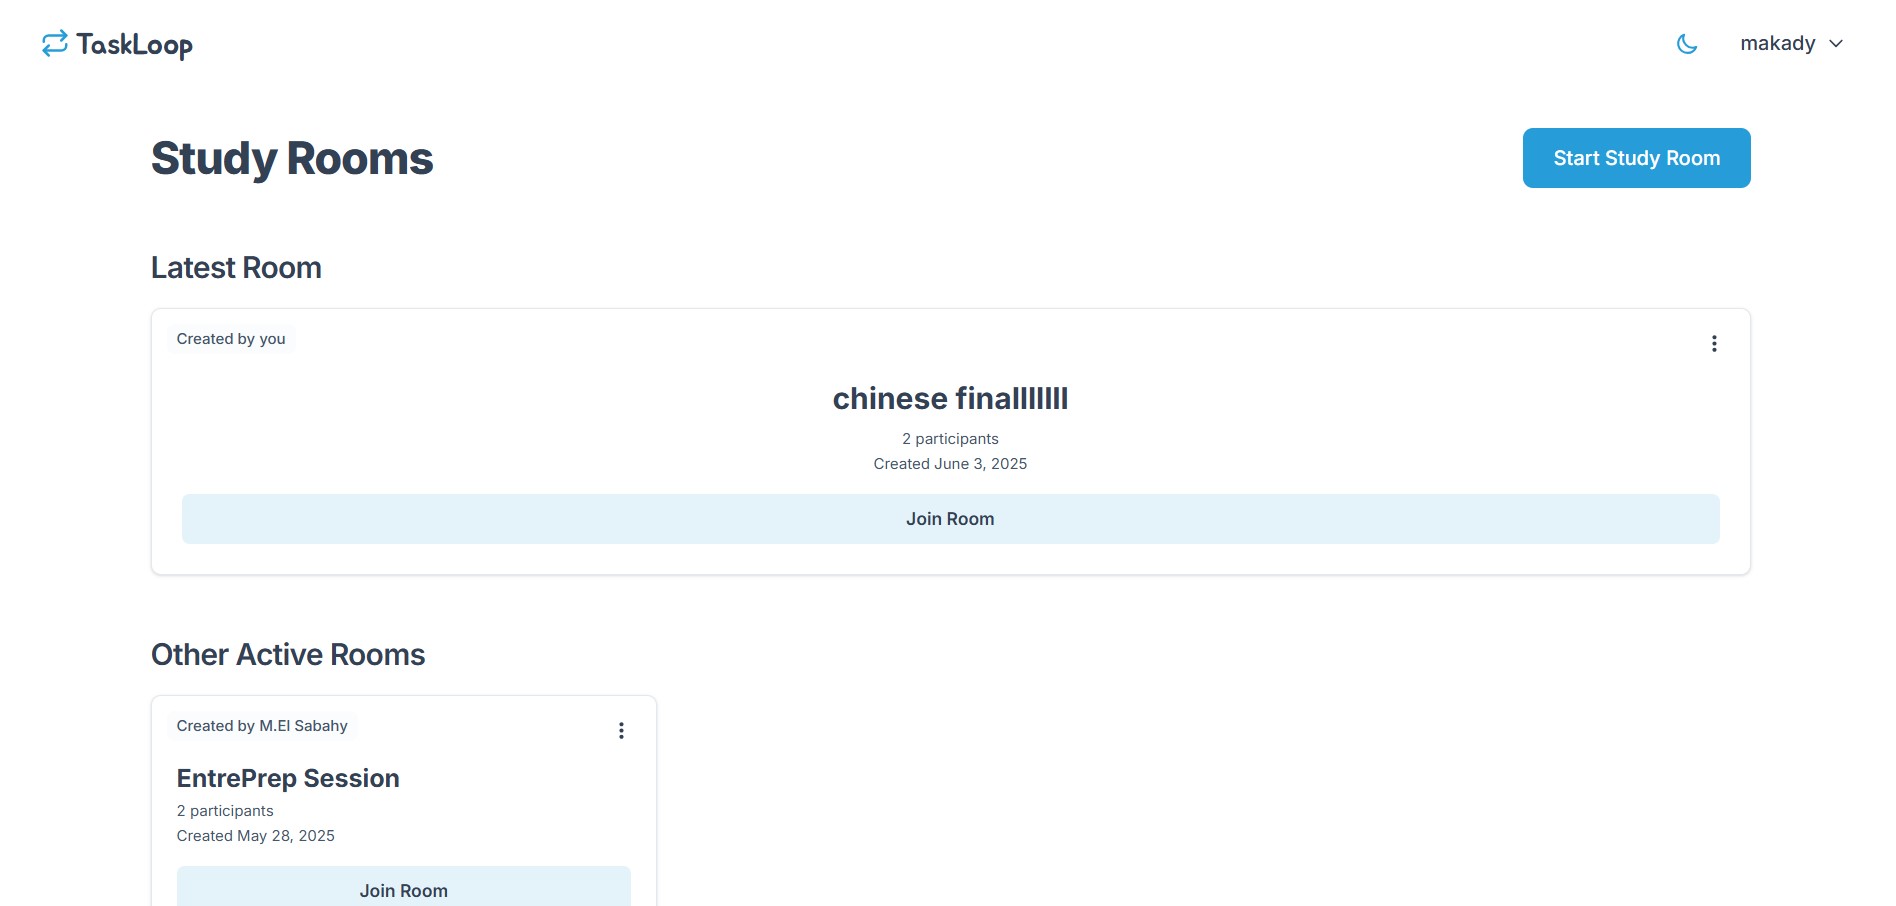 TaskLoop
makady
Study Rooms
Start Study Room
Latest Room
Created by you
chinese finalllllll
2 participants
Created June 3, 2025
Join Room
Other Active Rooms
Created by M.El Sabahy
EntrePrep Session
2 participants
Created May 28, 2025
Join Room